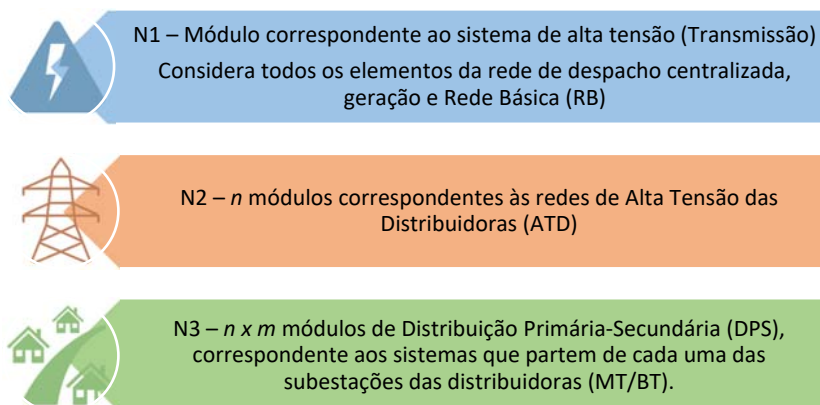 N1 – Módulo correspondente ao sistema de alta tensão (Transmissão)
Considera todos os elementos da rede de despacho centralizada,
geração e Rede Básica (RB)
N2 – n módulos correspondentes às redes de Alta Tensão das
Distribuidoras (ATD)
N3 – n x m módulos de Distribuição Primária-Secundária (DPS),
correspondente aos sistemas que partem de cada uma das
subestações das distribuidoras (MT/BT).